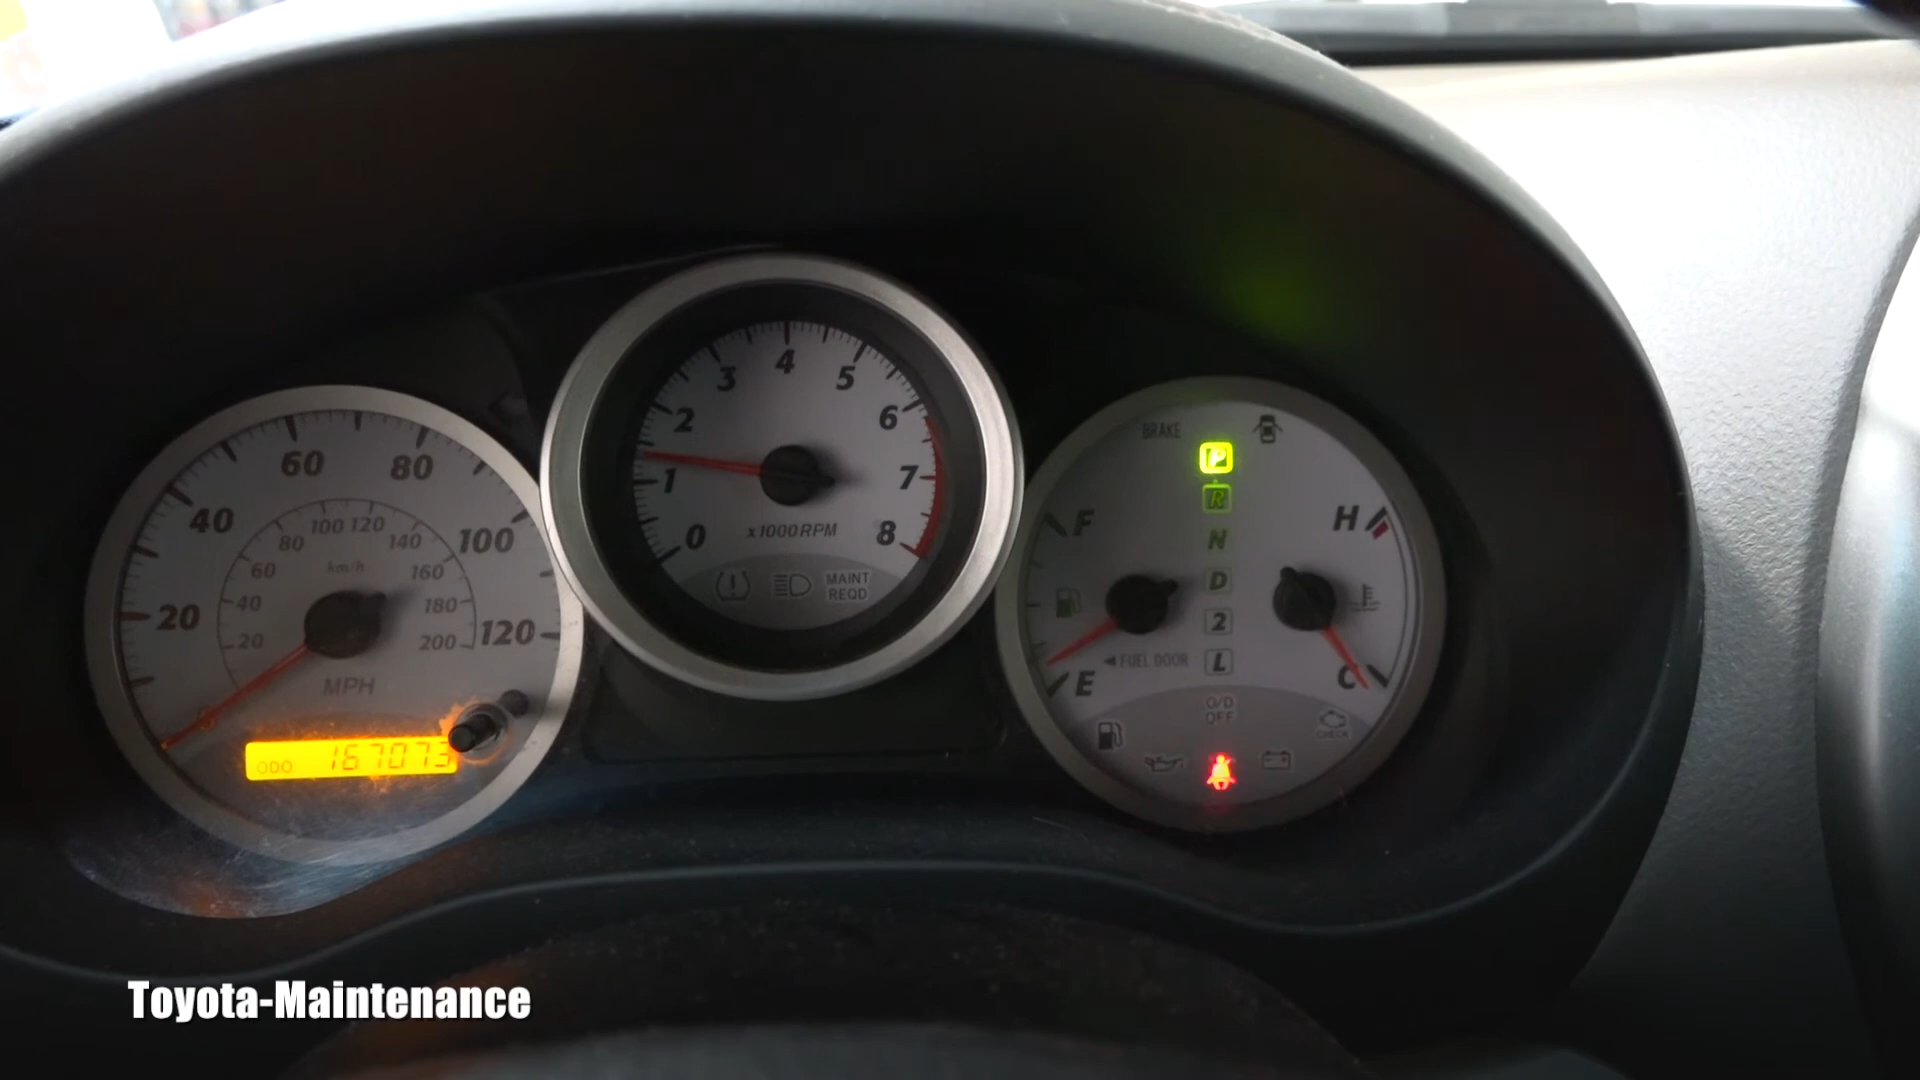 20
40
60
80
100
120
20
40
60
80
100
120
140
160
180
200
km/h
MPH
ODO 167073
0
1
2
3
4
5
6
7
8
x1000RPM
MAINT
REQD
BRAKE
P
R
N
D
2
L
F
E
◄ FUEL DOOR
H
C
O/D
OFF
CHECK
Toyota-Maintenance